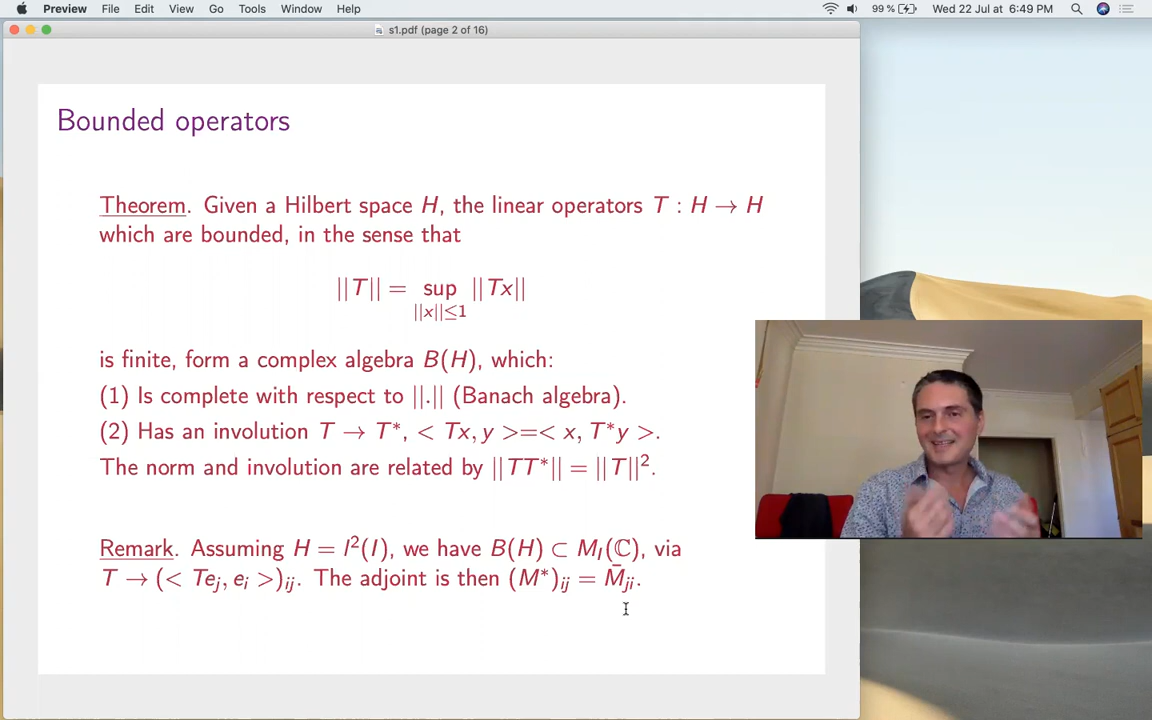 Preview File Edit View Go Tools Window Help 99 % Wed 22 Jul at 6:49 PM
s1.pdf (page 2 of 16)
Bounded operators
Theorem. Given a Hilbert space H, the linear operators T : H → H
which are bounded, in the sense that
||T|| = sup ||Tx||
||x||≤1
is finite, form a complex algebra B(H), which:
(1) Is complete with respect to ||.|| (Banach algebra).
(2) Has an involution T → T*, < Tx, y >=< x, T*y >.
The norm and involution are related by ||TT*|| = ||T||².
Remark. Assuming H = l²(I), we have B(H) ⊂ M_I(ℂ), via
T → (< Te_j, e_i >)_ij. The adjoint is then (M*)_ij = M̄_ji.